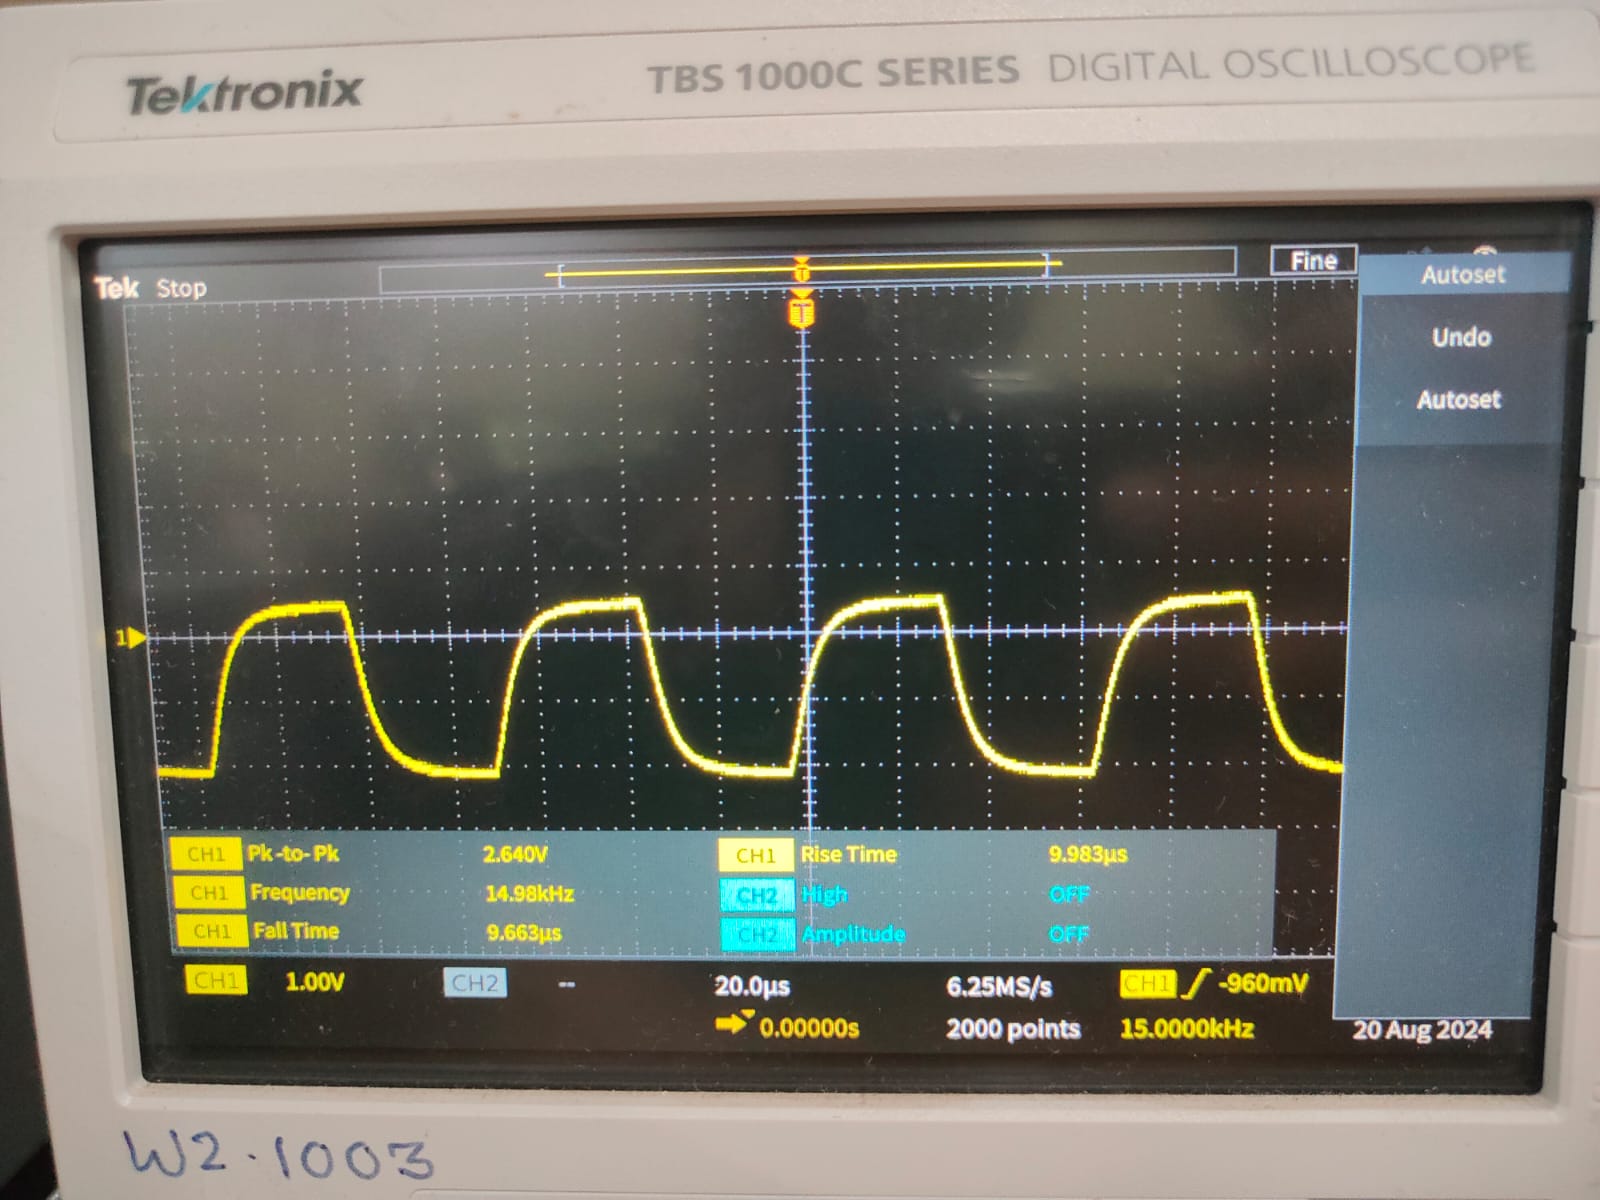 Tektronix
TBS 1000C SERIES DIGITAL OSCILLOSCOPE
Tek Stop
T
Fine
Autoset
T
Undo
Autoset
1
CH1 Pk-to-Pk 2.640V
CH1 Rise Time 9.983µs
CH1 Frequency 14.98kHz
CH2 High OFF
CH1 Fall Time 9.663µs
CH2 Amplitude OFF
CH1 1.00V
CH2 --
20.0µs
6.25MS/s
CH1 -960mV
0.00000s
2000 points
15.0000kHz
20 Aug 2024
W2.1003